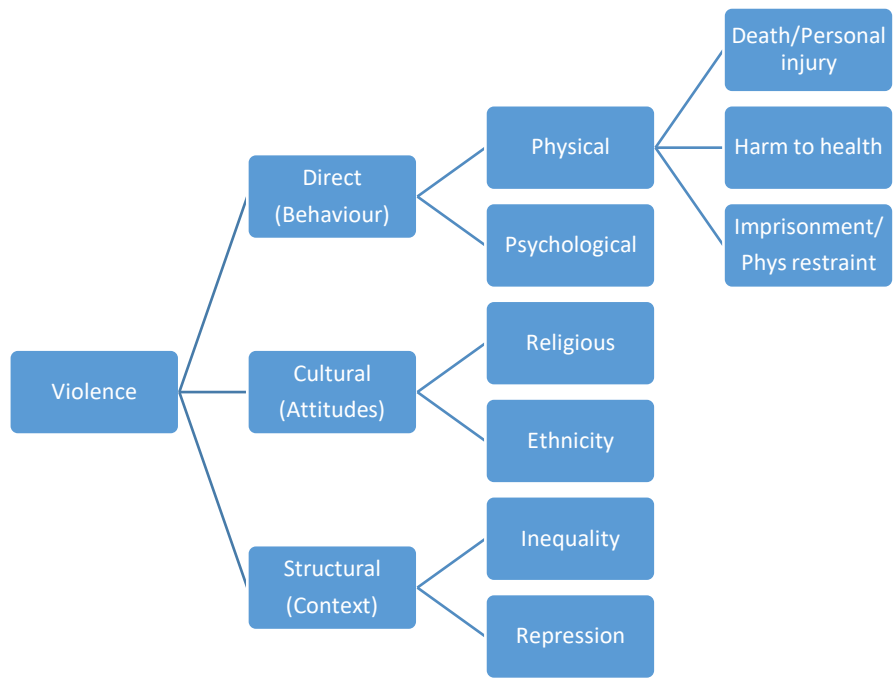 Violence
Direct
(Behaviour)
Physical
Death/Personal
injury
Harm to health
Imprisonment/
Phys restraint
Psychological
Cultural
(Attitudes)
Religious
Ethnicity
Structural
(Context)
Inequality
Repression